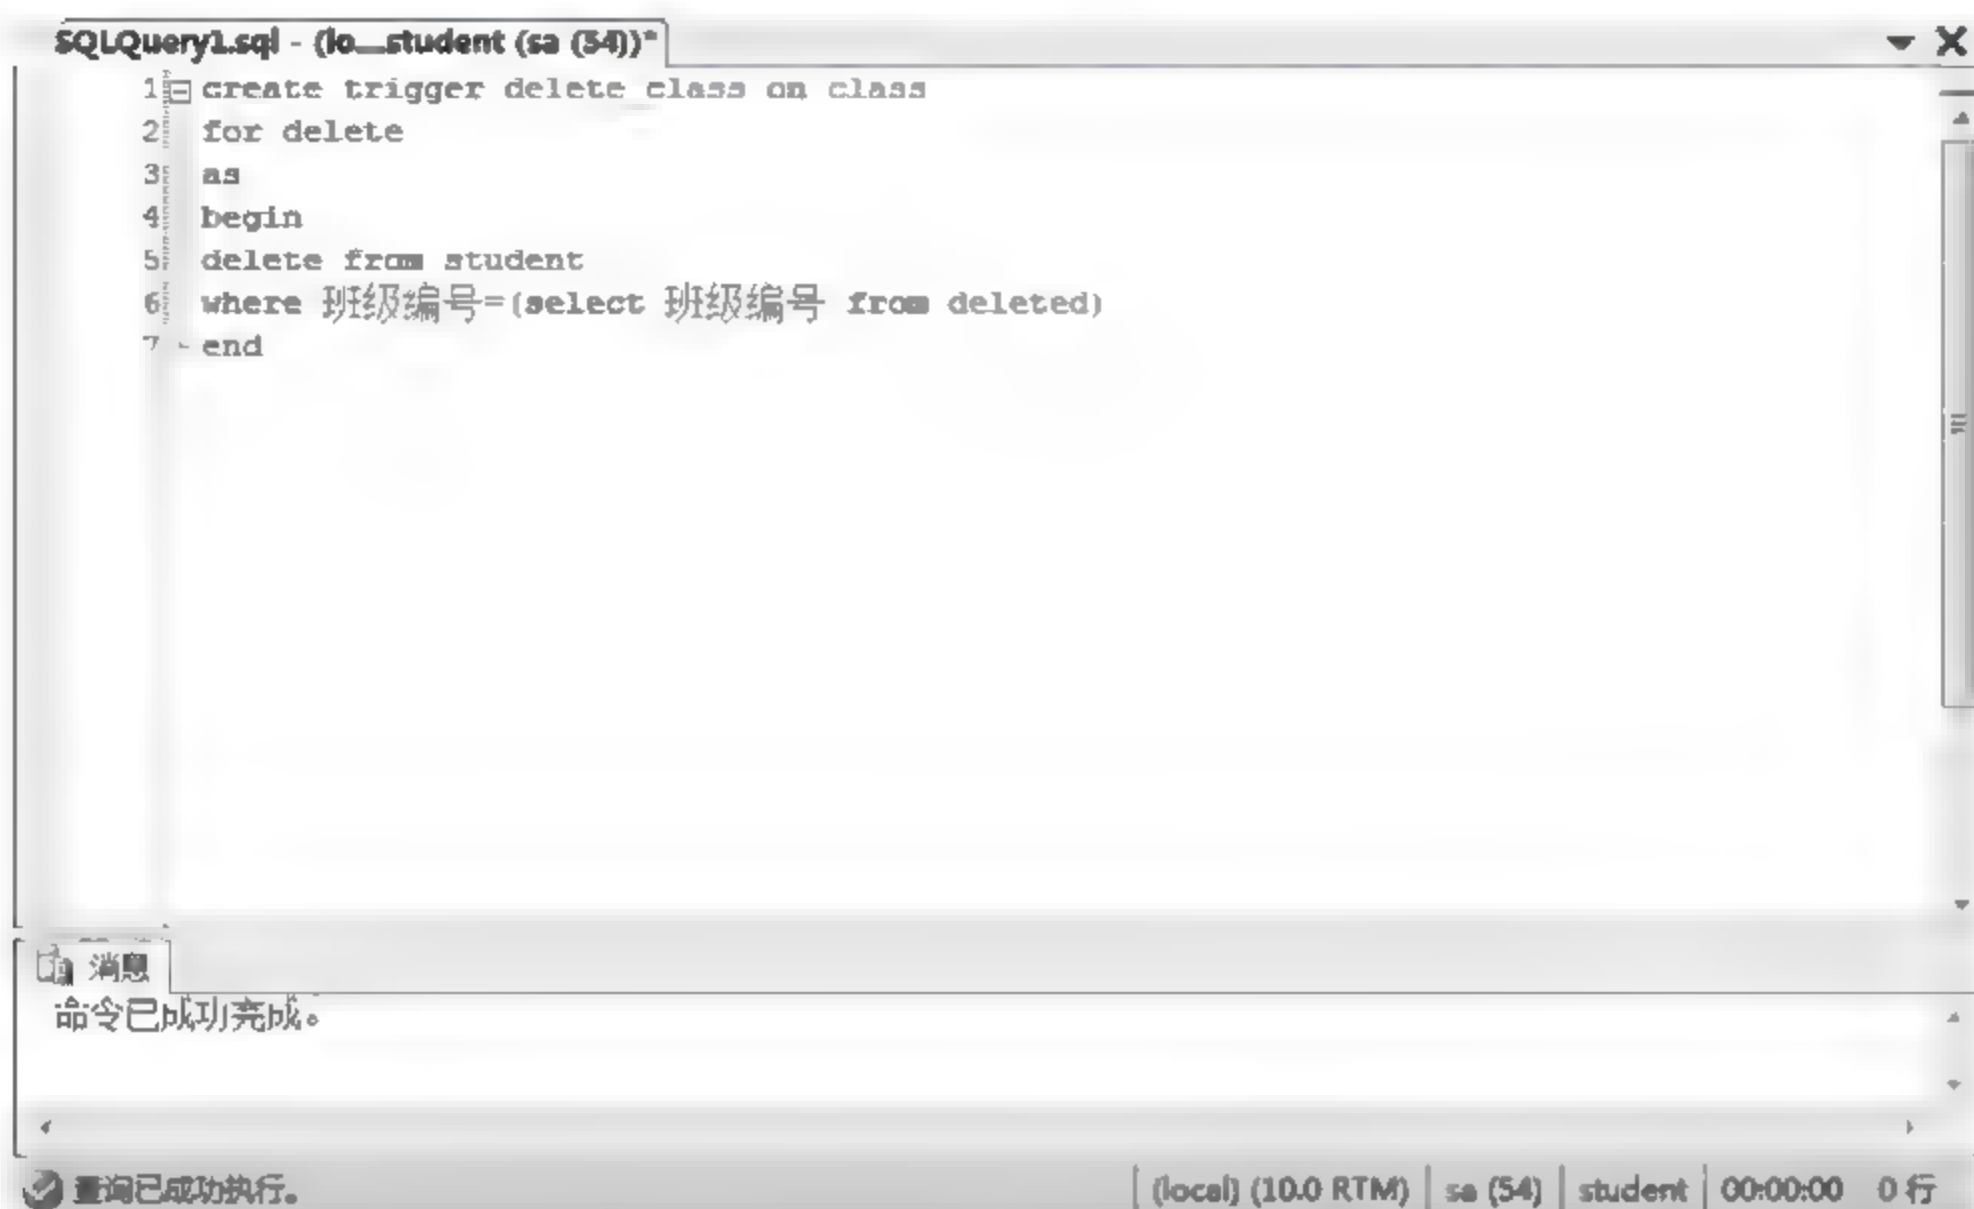 SQLQuery1.sql - (lo...student (sa (54))*
1 create trigger delete_class on class
2 for delete
3 as
4 begin
5 delete from student
6 where 班级编号=(select 班级编号 from deleted)
7 end
消息
命令已成功完成。
查询已成功执行。 (local) (10.0 RTM) sa (54) student 00:00:00 0 行